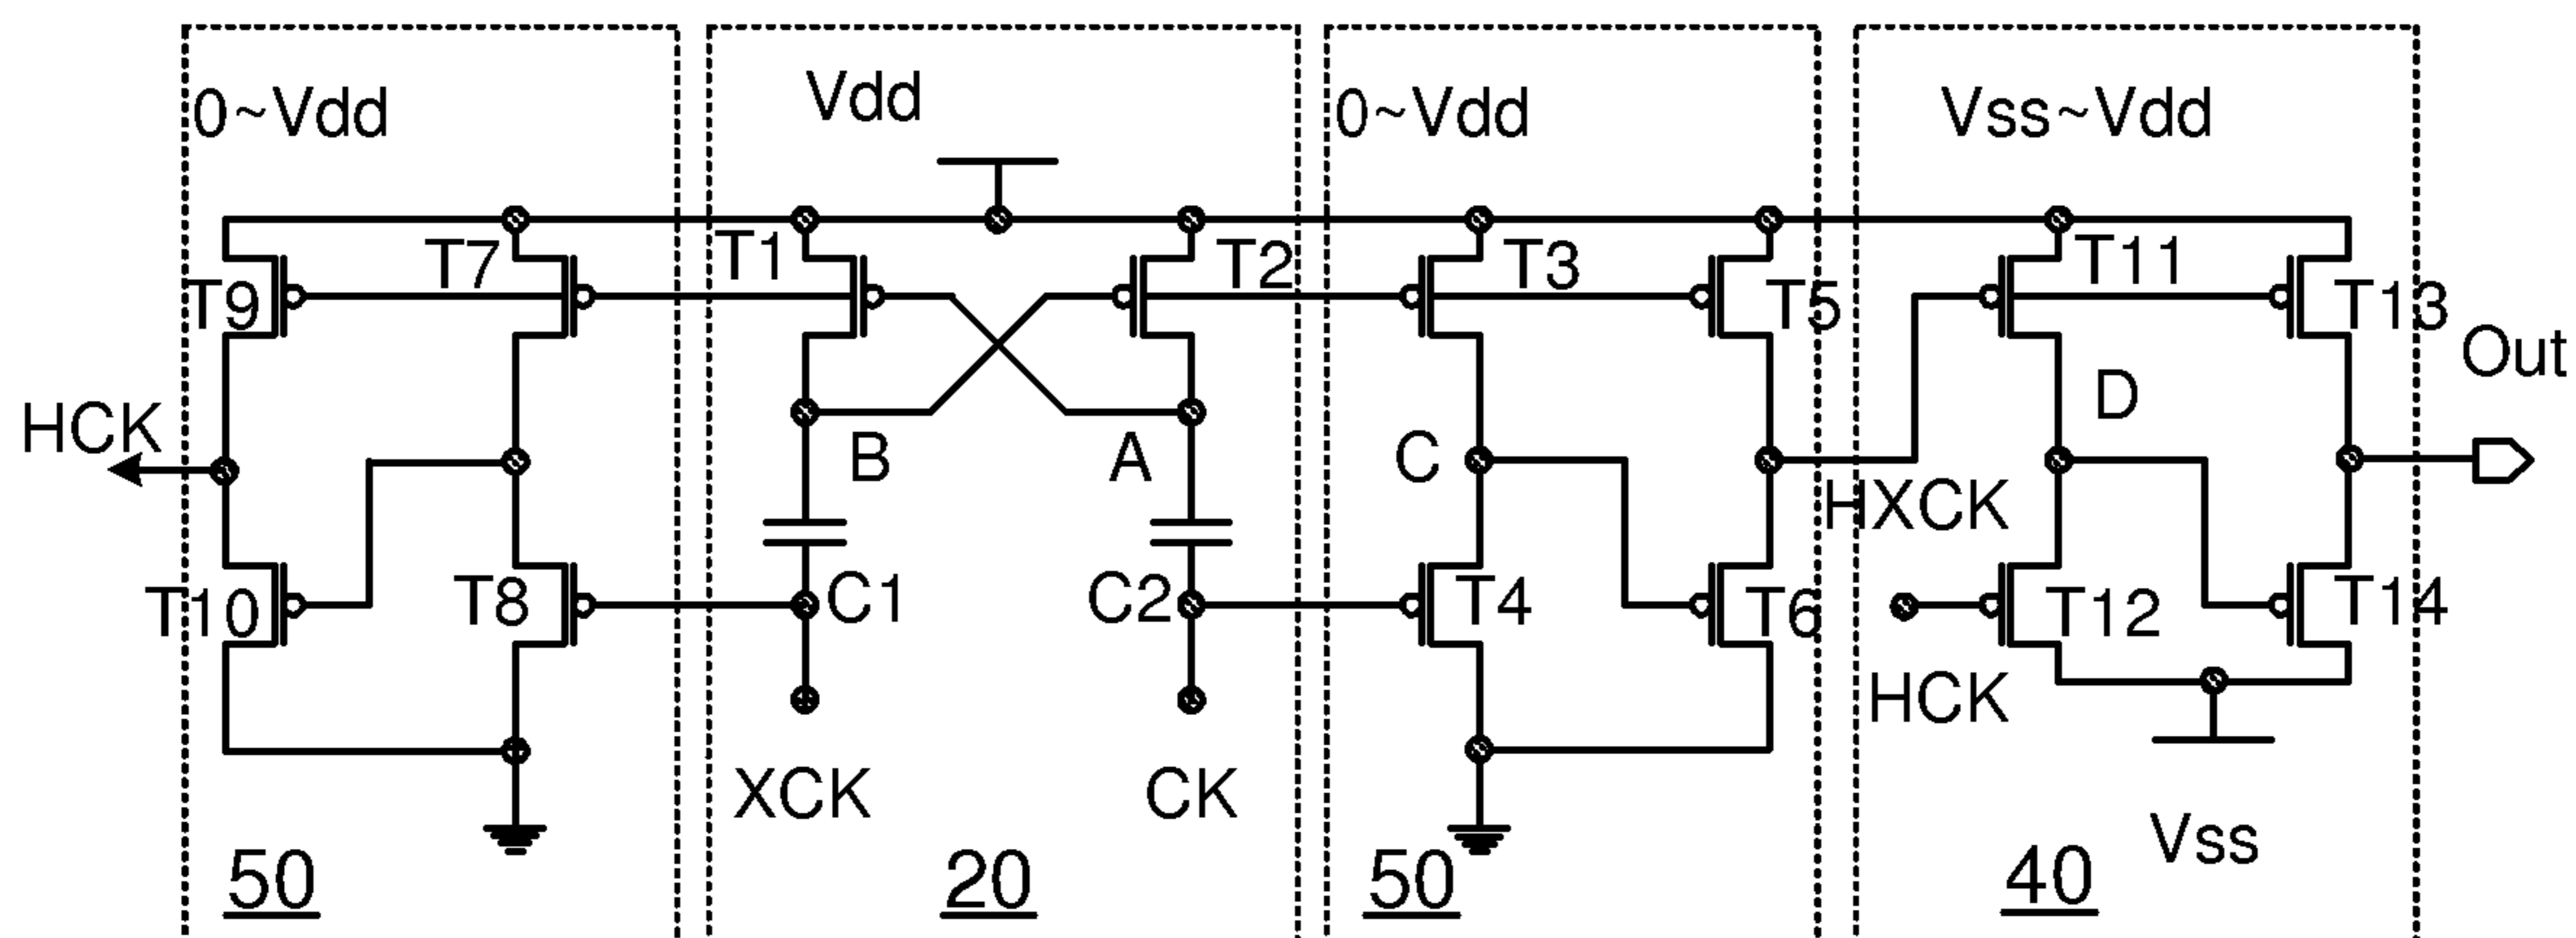 0~Vdd
Vdd
0~Vdd
Vss~Vdd
T9
T7
T1
T2
T3
T5
T11
T13
Out
HCK
B
A
C
D
HXCK
T10
T8
C1
C2
T4
T6
T12
T14
HCK
XCK
CK
Vss
50
20
50
40